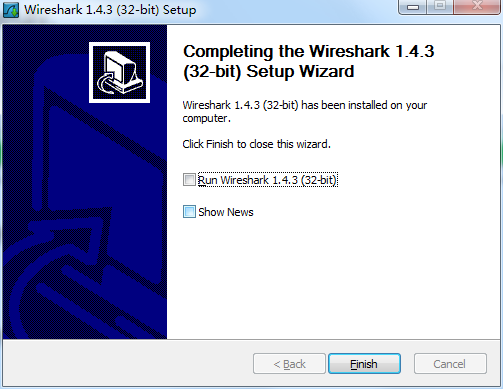 Wireshark 1.4.3 (32-bit) Setup
Completing the Wireshark 1.4.3
(32-bit) Setup Wizard
Wireshark 1.4.3 (32-bit) has been installed on your
computer.
Click Finish to close this wizard.
Run Wireshark 1.4.3 (32-bit)
Show News
< Back Finish Cancel